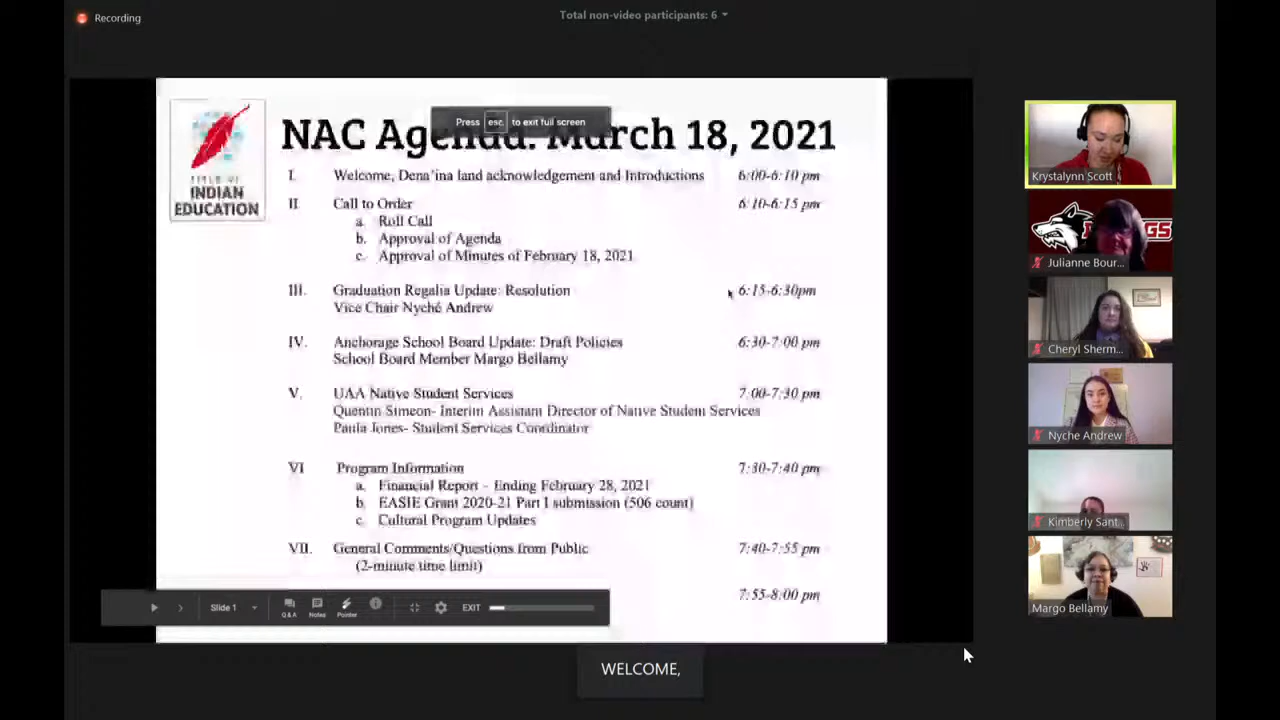 Recording
Total non-video participants: 6
Press esc to exit full screen
TITLE VI
INDIAN
EDUCATION
NAC Agenda: March 18, 2021
I. Welcome, Dena'ina land acknowledgement and Introductions 6:00-6:10 pm
II Call to Order 6:10-6:15 pm
a. Roll Call
b. Approval of Agenda
c. Approval of Minutes of February 18, 2021
III. Graduation Regalia Update: Resolution 6:15-6:30pm
Vice Chair Nyché Andrew
IV. Anchorage School Board Update: Draft Policies 6:30-7:00 pm
School Board Member Margo Bellamy
V. UAA Native Student Services 7:00-7:30 pm
Quentin Simeon- Interim Assistant Director of Native Student Services
Paula Jones- Student Services Coordinator
VI Program Information 7:30-7:40 pm
a. Financial Report - Ending February 28, 2021
b. EASIE Grant 2020-21 Part I submission (506 count)
c. Cultural Program Updates
VII. General Comments/Questions from Public 7:40-7:55 pm
(2-minute time limit)
7:55-8:00 pm
Slide 1
Q & A
Notes
Pointer
EXIT
Krystalynn Scott
Julianne Bour...
Cheryl Sherm...
Nyche Andrew
Kimberly Sant...
Margo Bellamy
WELCOME,